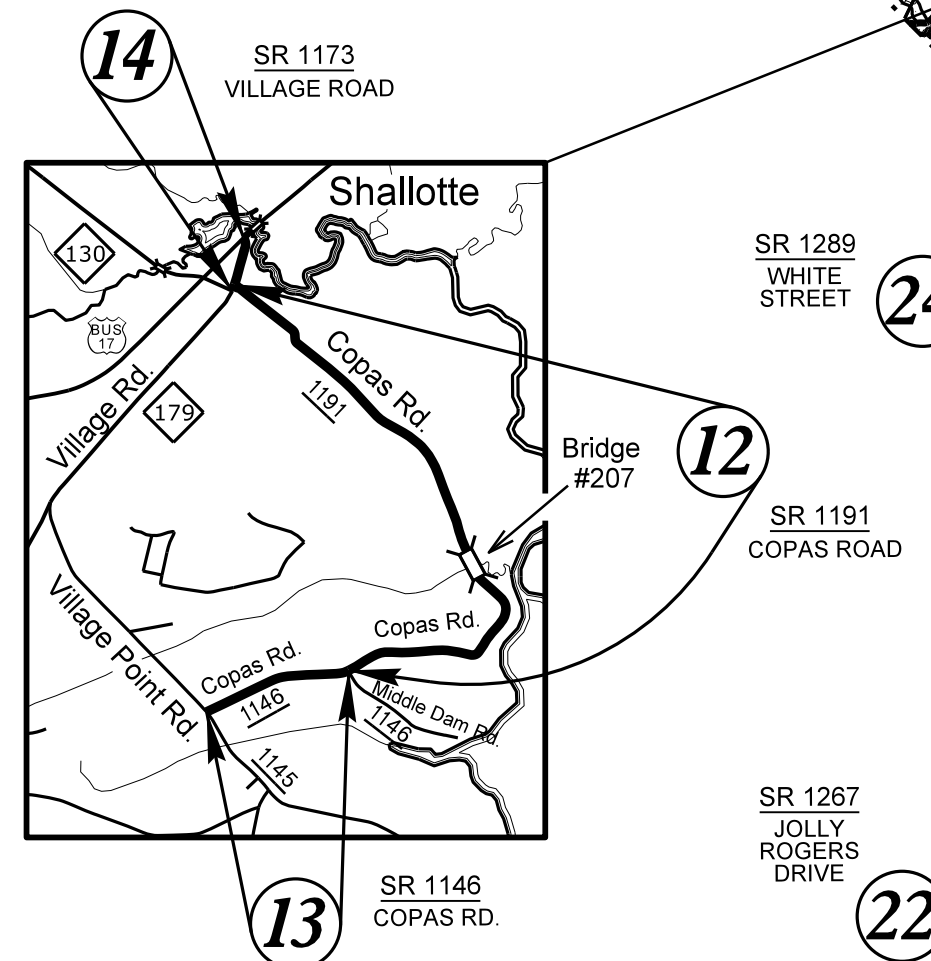 14
SR 1173
VILLAGE ROAD
Shallotte
130
BUS
17
Village Rd.
179
Copas Rd.
1191
Bridge
#207
12
SR 1191
COPAS ROAD
SR 1289
WHITE
STREET
24
Village Point Rd.
Copas Rd.
1146
Copas Rd.
Middle Dam Rd.
1146
1145
13
SR 1146
COPAS RD.
SR 1267
JOLLY
ROGERS
DRIVE
22